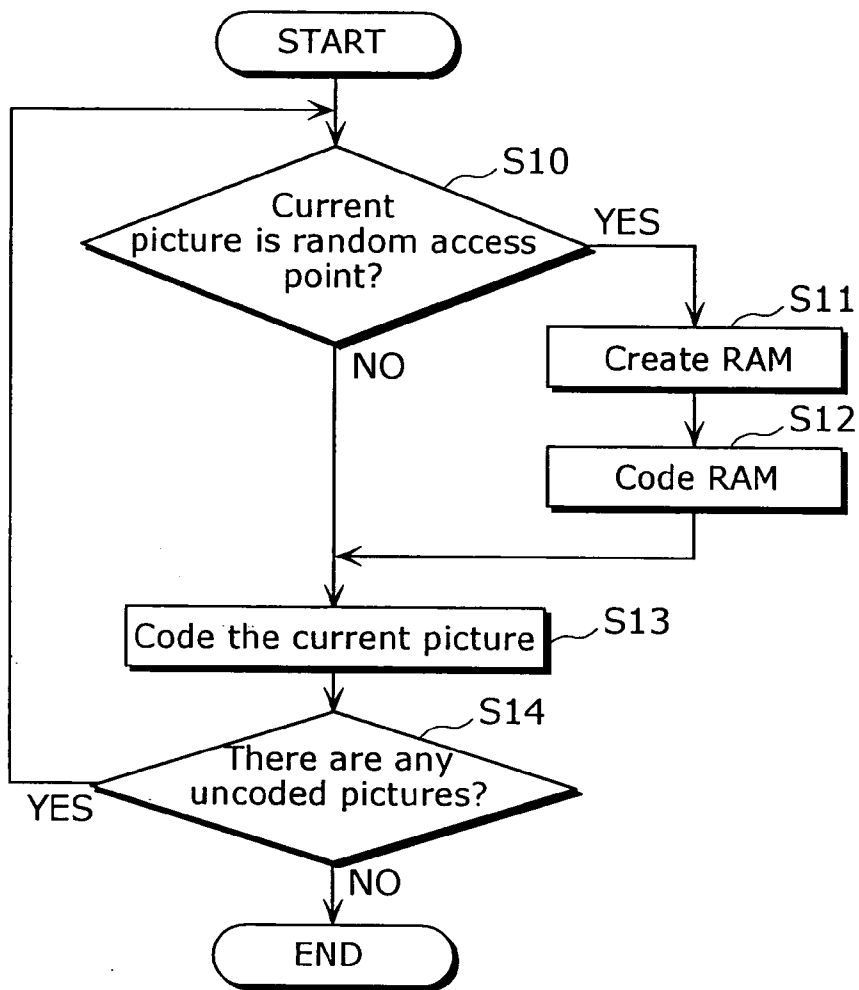 START
S10
Current
picture is random access
point?
YES
NO
S11
Create RAM
S12
Code RAM
Code the current picture
S13
S14
There are any
uncoded pictures?
YES
NO
END